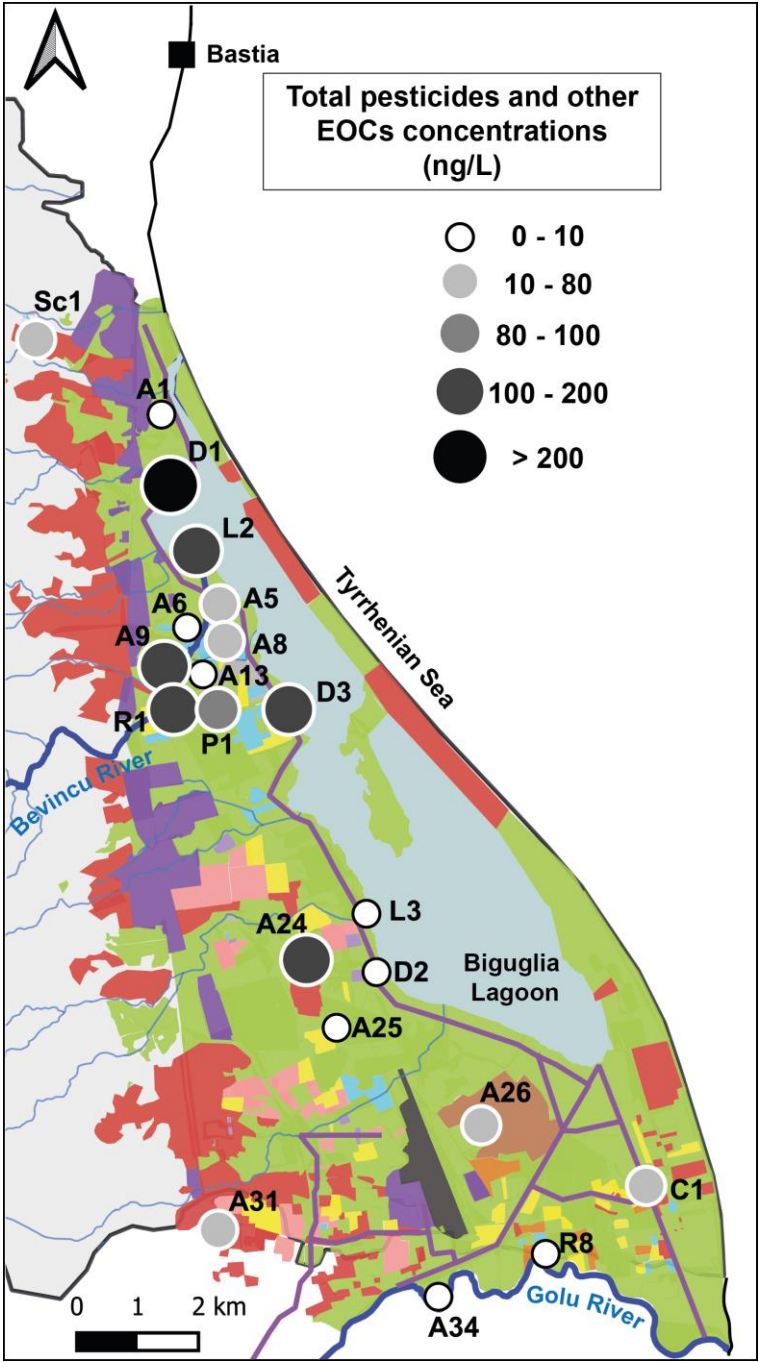 Bastia
Total pesticides and other
EOCs concentrations
(ng/L)
0 - 10
10 - 80
80 - 100
100 - 200
> 200
Sc1
A1
D1
L2
A5
A6
A8
A9
A13
D3
R1
P1
Tyrrhenian Sea
Bevincu River
L3
A24
D2
Biguglia
Lagoon
A25
A26
C1
A31
R8
0 1 2 km
Golu River
A34